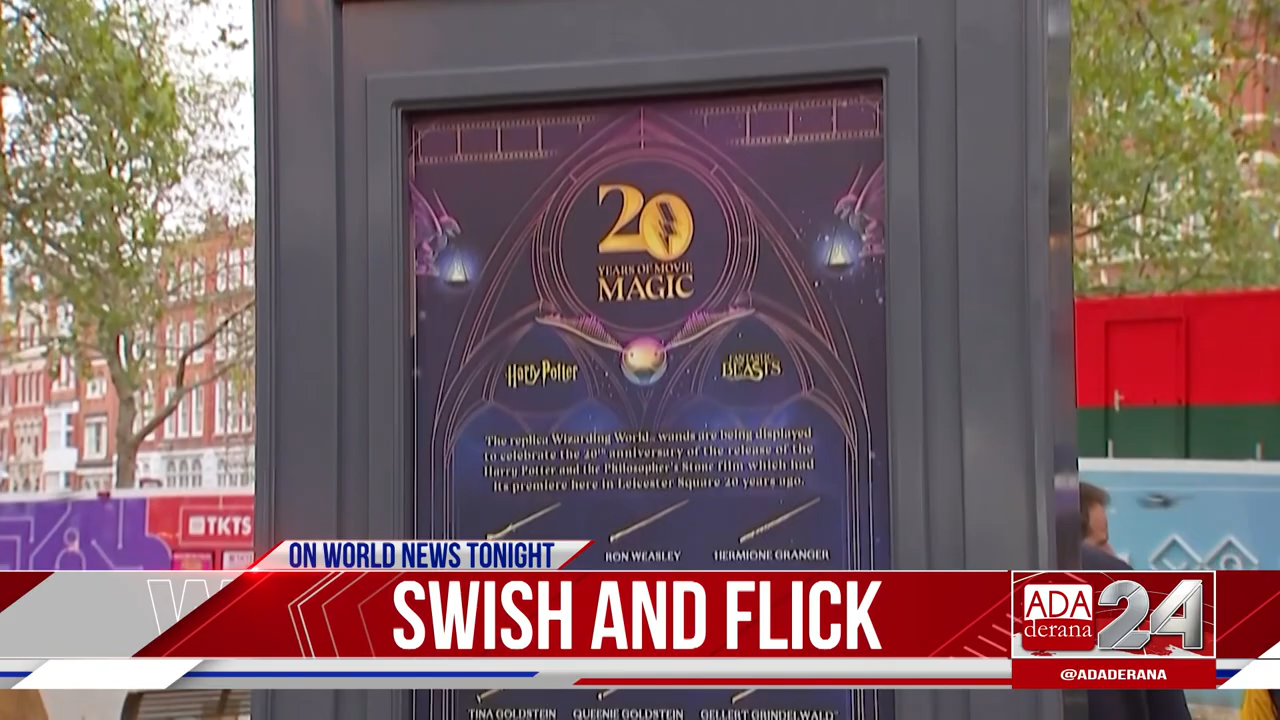 20
YEARS OF MOVIE
MAGIC
Harry Potter
FANTASTIC
BEASTS
The replica Wizarding World wands are being displayed
to celebrate the 20th anniversary of the release of the
Harry Potter and the Philosopher's Stone film which had
its premiere here in Leicester Square 20 years ago.
TKTS
RON WEASLEY
HERMIONE GRANGER
ON WORLD NEWS TONIGHT
SWISH AND FLICK
ADA
derana
24
@ADADERANA
TINA GOLDSTEIN
QUEENIE GOLDSTEIN
GELLERT GRINDELWALD